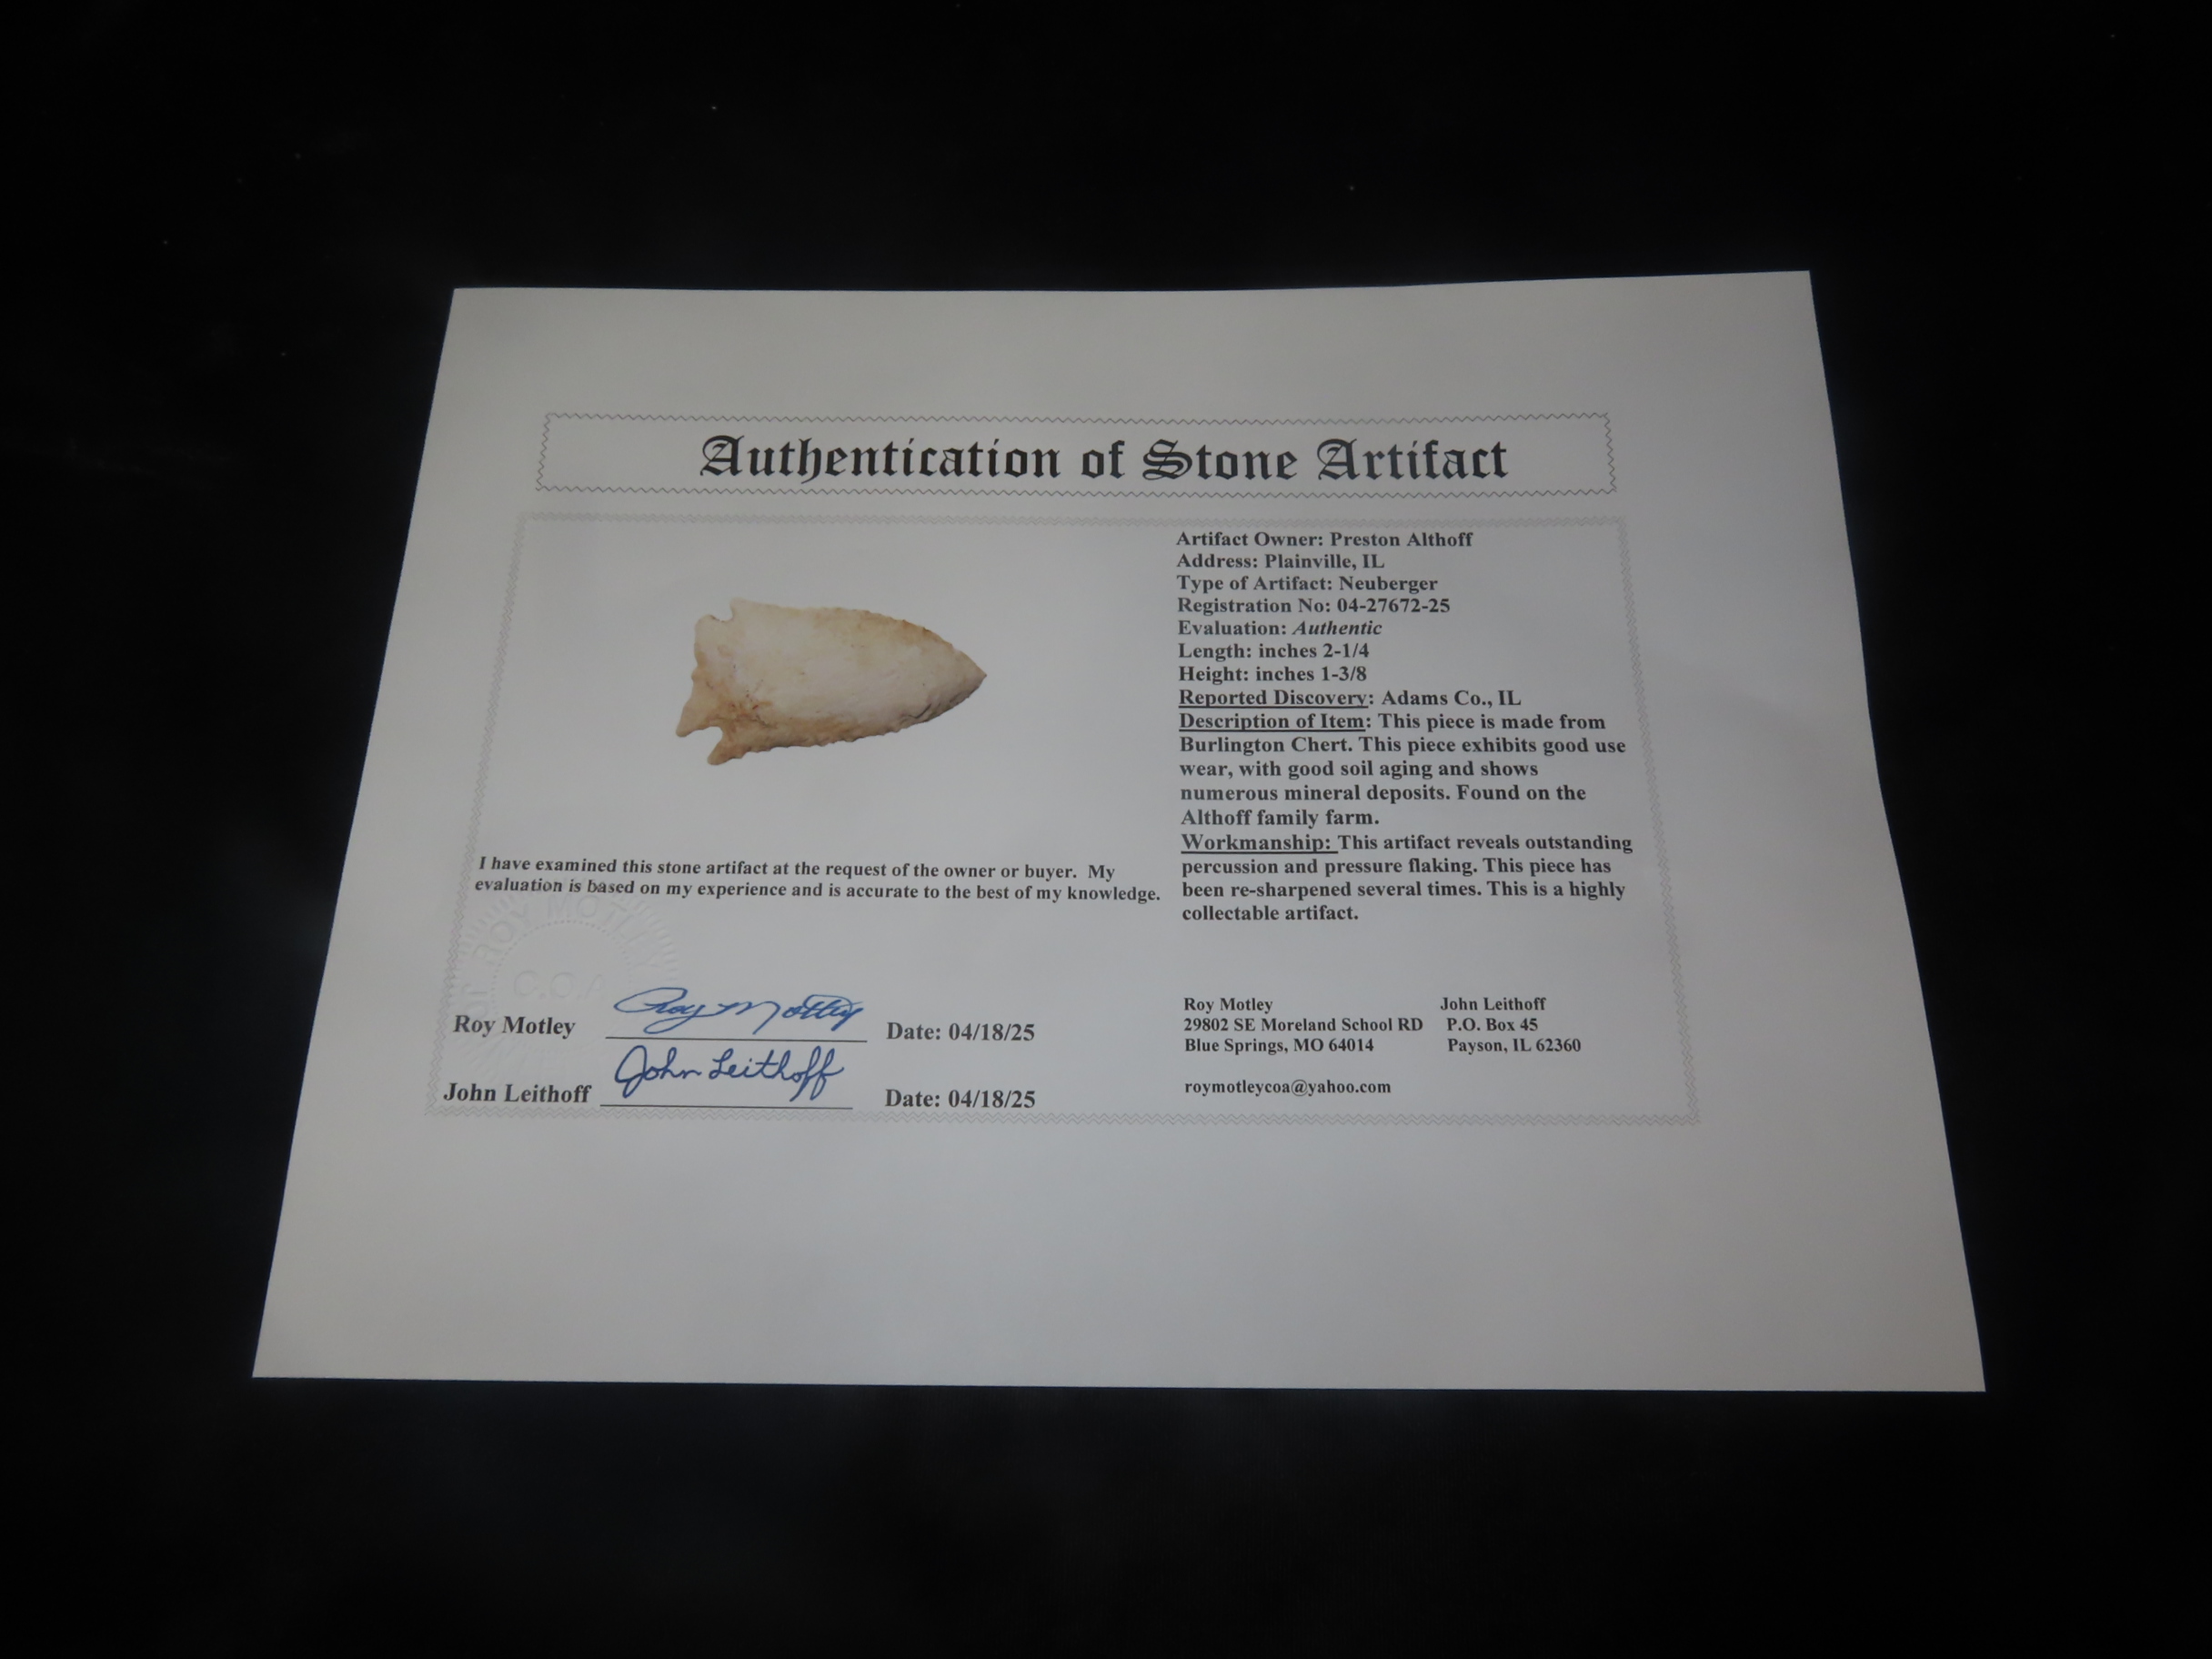 Authentication of Stone Artifact
Artifact Owner: Preston Althoff
Address: Plainville, IL
Type of Artifact: Neuberger
Registration No: 04-27672-25
Evaluation: Authentic
Length: inches 2-1/4
Height: inches 1-3/8
Reported Discovery: Adams Co., IL
Description of Item: This piece is made from
Burlington Chert. This piece exhibits good use
wear, with good soil aging and shows
numerous mineral deposits. Found on the
Althoff family farm.
Workmanship: This artifact reveals outstanding
percussion and pressure flaking. This piece has
been re-sharpened several times. This is a highly
collectable artifact.
I have examined this stone artifact at the request of the owner or buyer. My
evaluation is based on my experience and is accurate to the best of my knowledge.
ROY MOTLEY
C.O.A
Roy Motley Roy Motley Date: 04/18/25
John Leithoff John Leithoff Date: 04/18/25
Roy Motley
29802 SE Moreland School RD
Blue Springs, MO 64014
roymotleycoa@yahoo.com
John Leithoff
P.O. Box 45
Payson, IL 62360